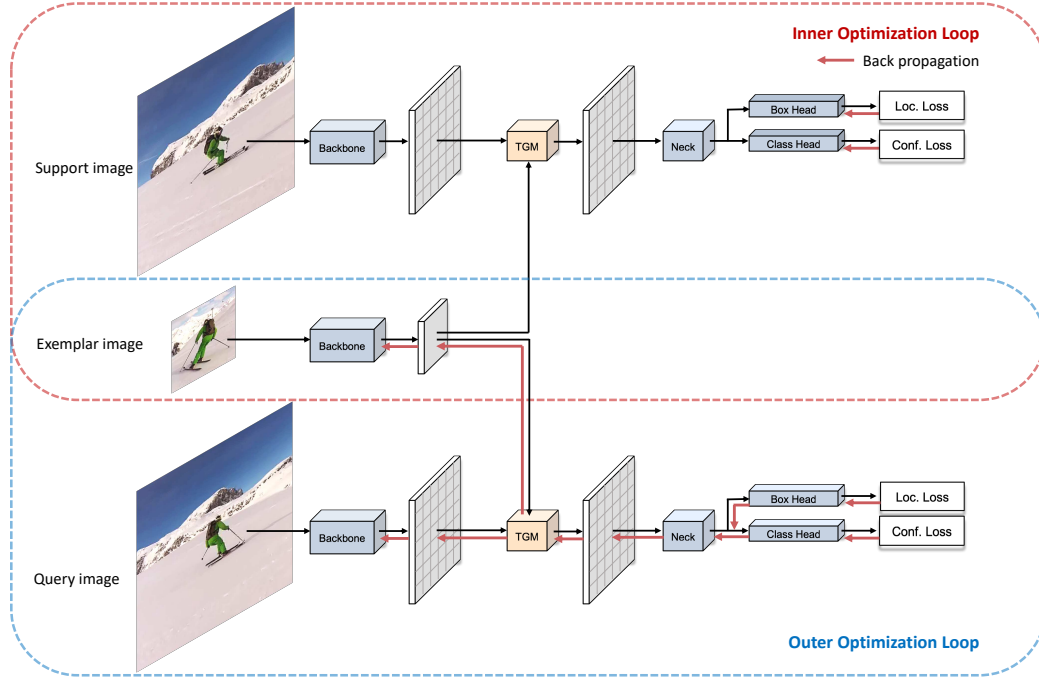 Inner Optimization Loop
Back propagation
Support image
Backbone
TGM
Neck
Box Head
Class Head
Loc. Loss
Conf. Loss
Exemplar image
Backbone
Query image
Backbone
TGM
Neck
Box Head
Class Head
Loc. Loss
Conf. Loss
Outer Optimization Loop